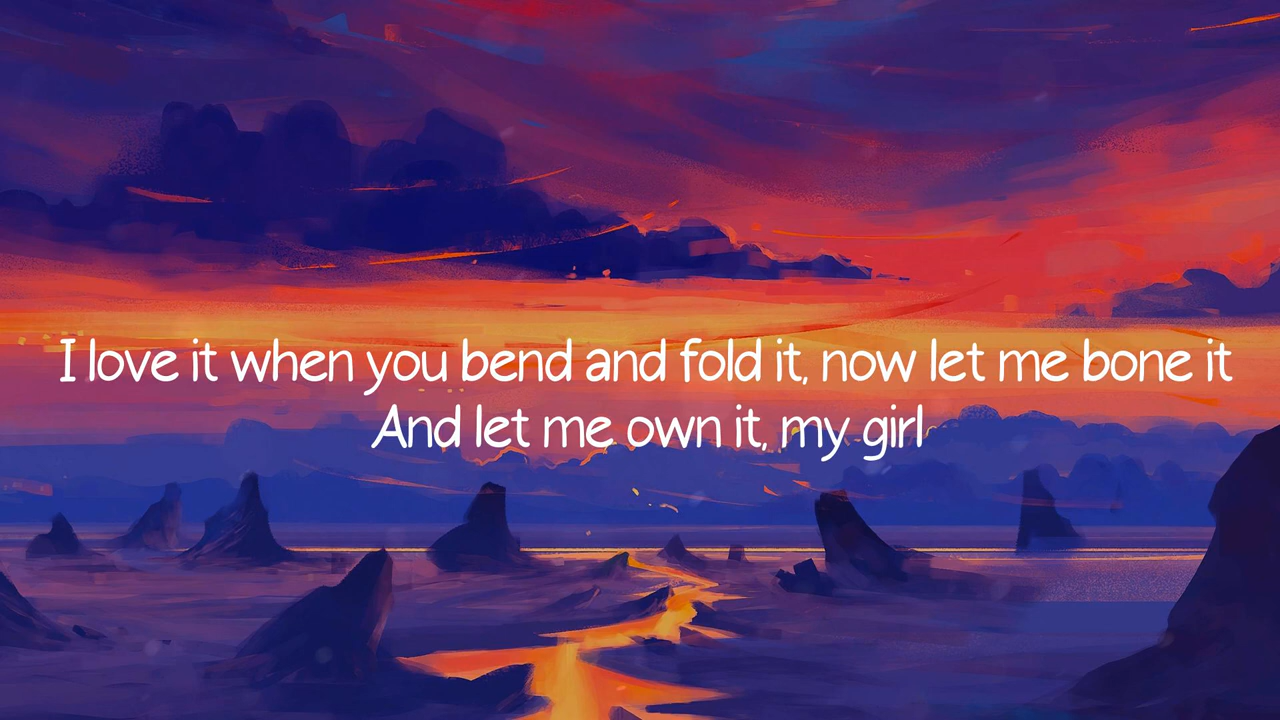 I love it when you bend and fold it, now let me bone it
And let me own it, my girl